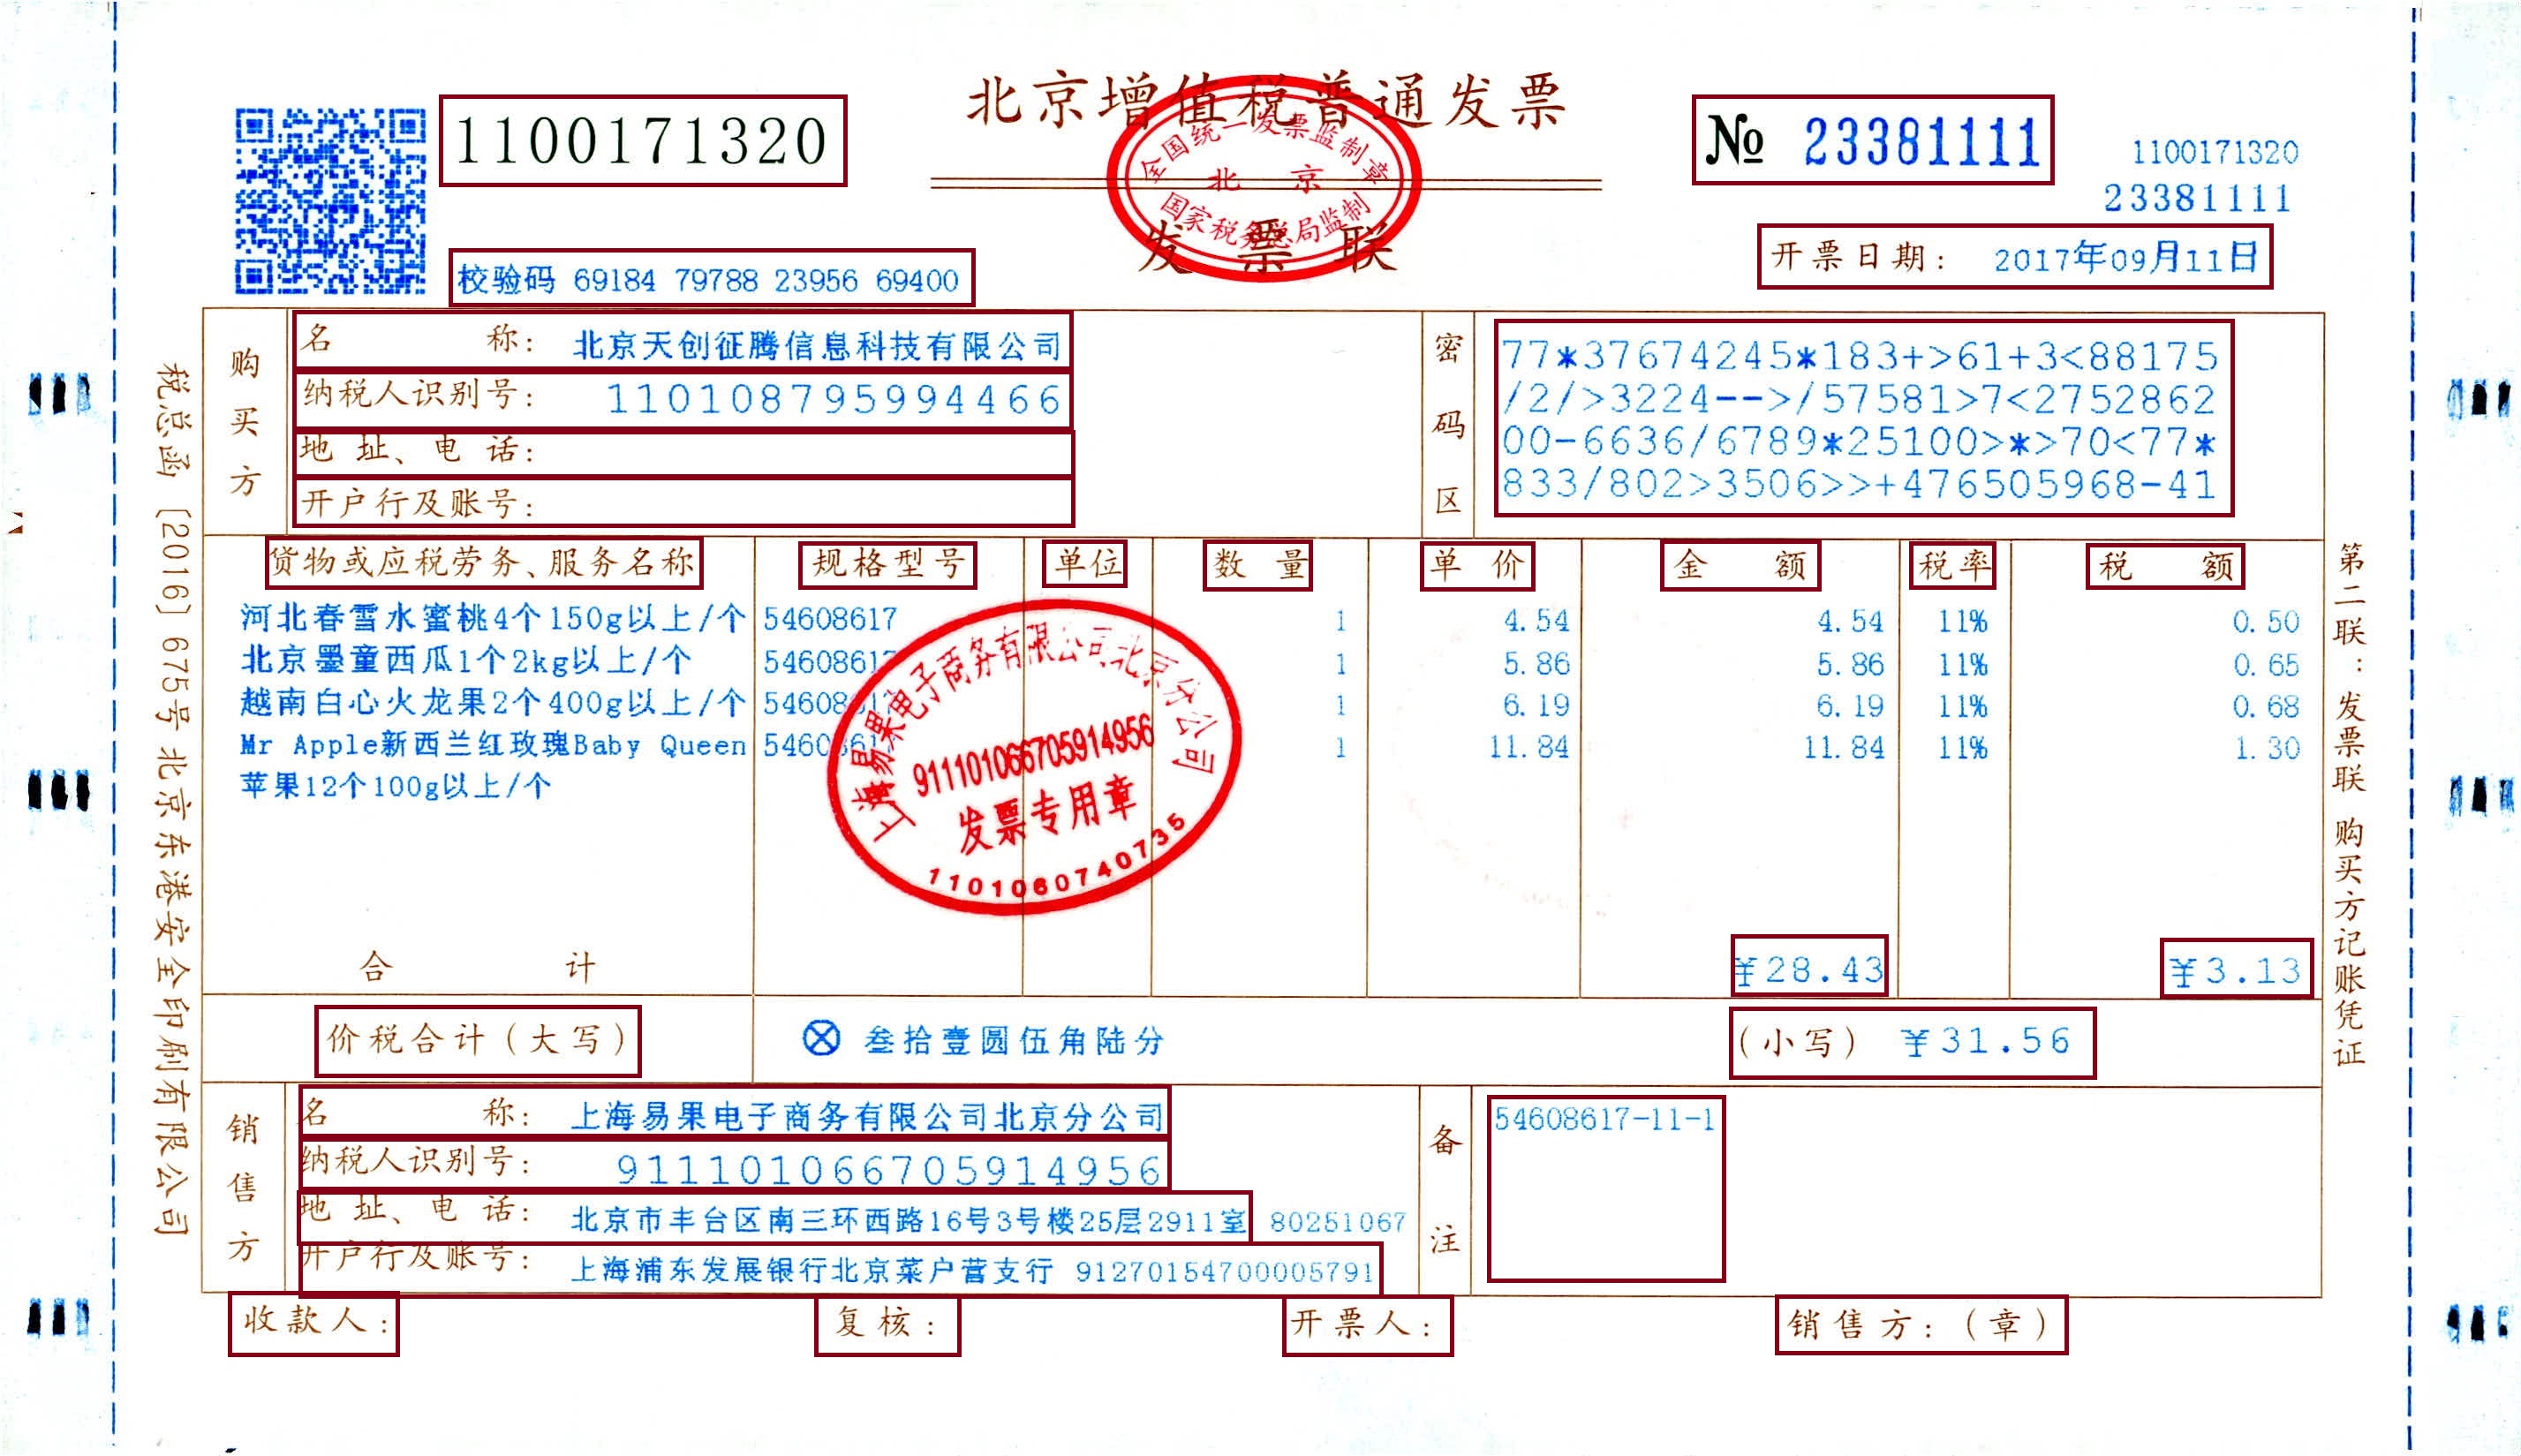 北京增值税普通发票
1100171320
№ 23381111
1100171320
23381111
全国统一发票监制章
北京
国家税务总局监制
发票联
校验码 69184 79788 23956 69400
开票日期: 2017年09月11日
购买方
名称: 北京天创征腾信息科技有限公司
纳税人识别号: 110108795994466
地址、电话:
开户行及账号:
密码区
77*37674245*183+>61+3<88175
/2/>3224-->/57581>7<2752862
00-6636/6789*25100>*>70<77*
833/802>3506>>+476505968-41
货物或应税劳务、服务名称 规格型号 单位 数量 单价 金额 税率 税额
河北春雪水蜜桃4个150g以上/个 54608617 1 4.54 4.54 11% 0.50
北京墨童西瓜1个2kg以上/个 54608617 1 5.86 5.86 11% 0.65
越南白心火龙果2个400g以上/个 54608617 1 6.19 6.19 11% 0.68
Mr Apple新西兰红玫瑰Baby Queen 54608617 1 11.84 11.84 11% 1.30
苹果12个100g以上/个
上海易果电子商务有限公司北京分公司
911101066705914956
发票专用章
1101060740735
合计 ¥28.43 ¥3.13
价税合计(大写) ⊗ 叁拾壹圆伍角陆分 (小写) ¥31.56
销售方
名称: 上海易果电子商务有限公司北京分公司
纳税人识别号: 911101066705914956
地址、电话: 北京市丰台区南三环西路16号3号楼25层2911室 80251067
开户行及账号: 上海浦东发展银行北京菜户营支行 91270154700005791
备注
54608617-11-1
收款人: 复核: 开票人: 销售方:(章)
税总函〔2016〕675号北京东港安全印刷有限公司
第二联:发票联 购买方记账凭证